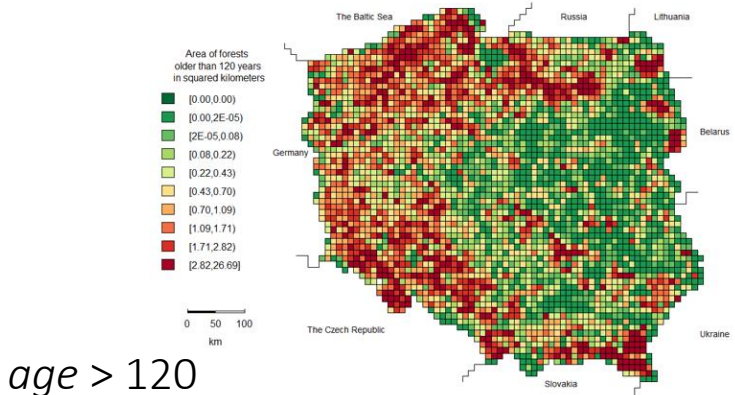 The Baltic Sea
Russia
Lithuania
Area of forests
older than 120 years
in squared kilometers
[0.00,0.00)
[0.00,2E-05)
[2E-05,0.08)
[0.08,0.22)
[0.22,0.43)
[0.43,0.70)
[0.70,1.09)
[1.09,1.71)
[1.71,2.82)
[2.82,26.69]
Belarus
Germany
0 50 100
km
The Czech Republic
Ukraine
Slovakia
age > 120